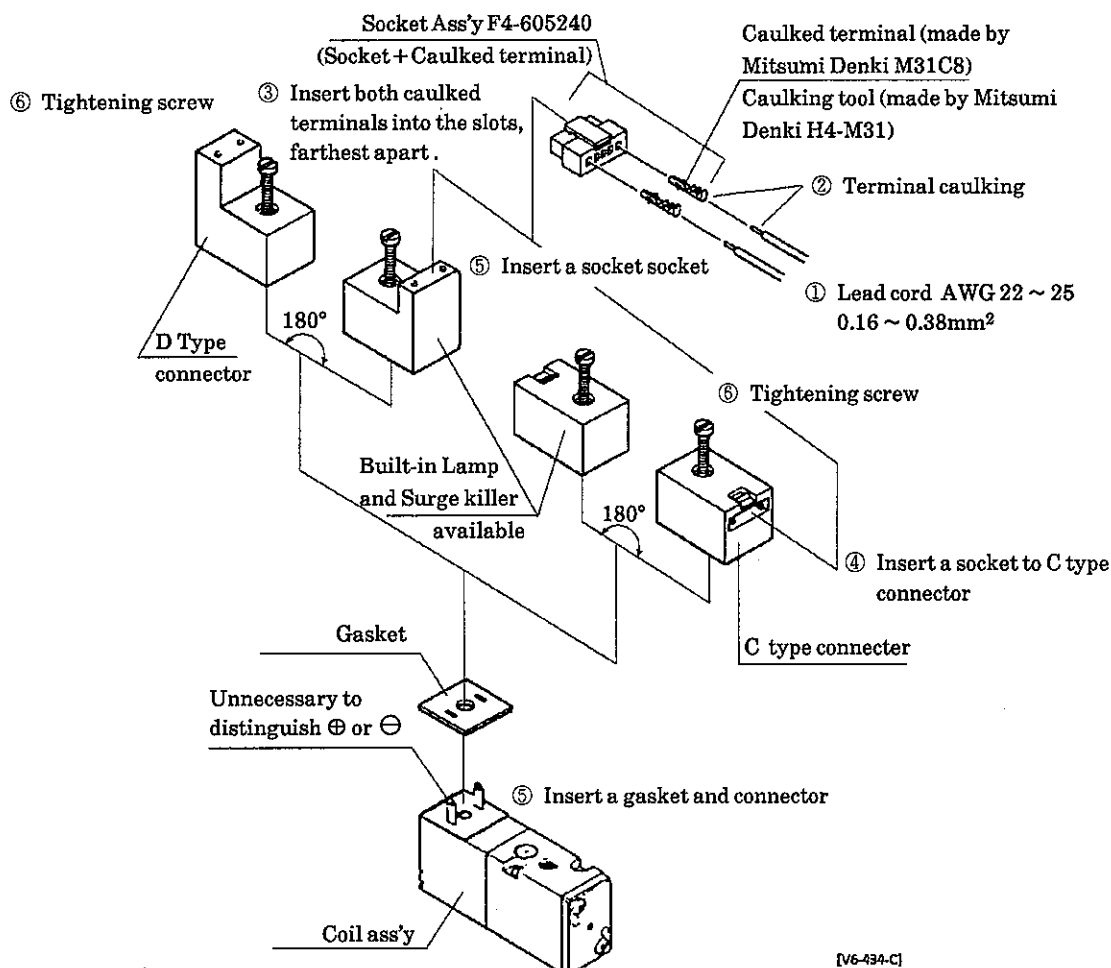 Socket Ass'y F4-605240
(Socket + Caulked terminal)
Caulked terminal (made by
Mitsumi Denki M31C8)
Caulking tool (made by Mitsumi
Denki H4-M31)
⑥ Tightening screw
③ Insert both caulked
terminals into the slots,
farthest apart.
② Terminal caulking
⑤ Insert a socket socket
① Lead cord AWG 22 ~ 25
0.16 ~ 0.38mm²
180°
D Type
connector
⑥ Tightening screw
Built-in Lamp
and Surge killer
available
180°
④ Insert a socket to C type
connector
C type connecter
Gasket
Unnecessary to
distinguish ⊕ or ⊖
⑤ Insert a gasket and connector
Coil ass'y
[V6-434-C]